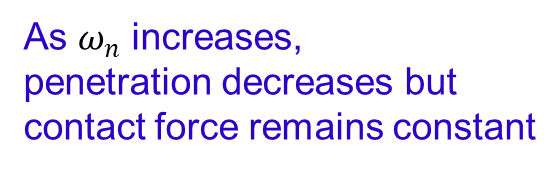 As ωₙ increases,
penetration decreases but
contact force remains constant